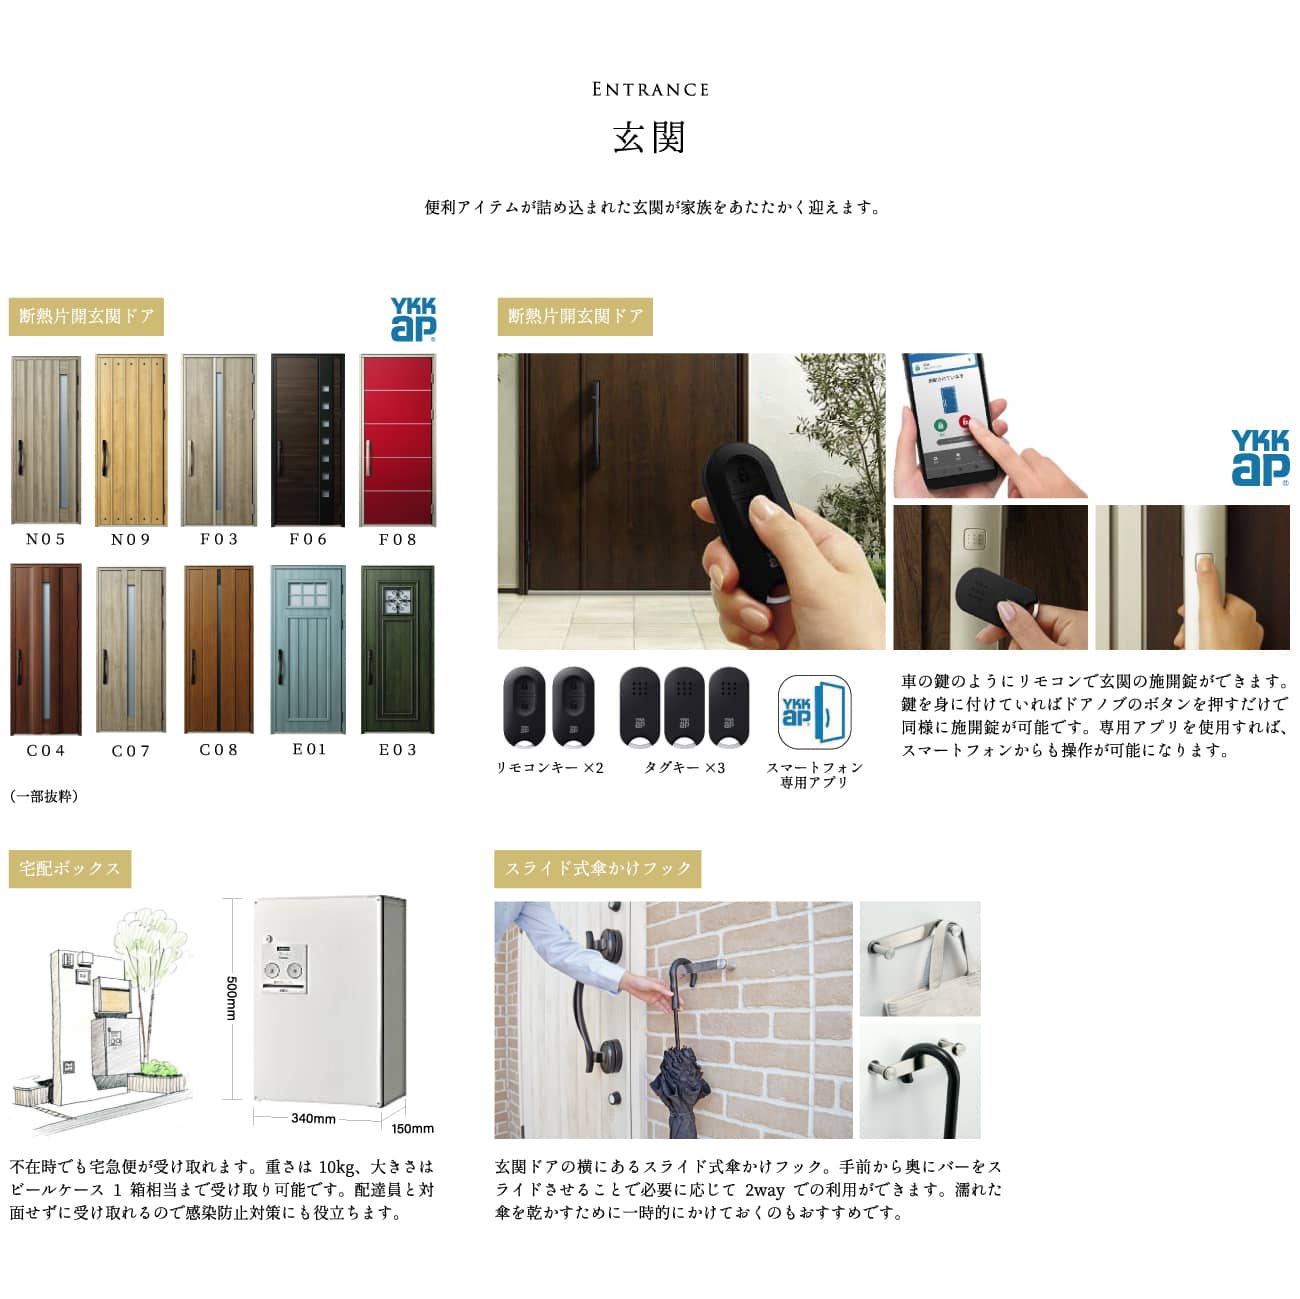 ENTRANCE
玄関
便利アイテムが詰め込まれた玄関が家族をあたたかく迎えます。
断熱片開玄関ドア
YKK
ap®
N05
N09
F03
F06
F08
C04
C07
C08
E01
E03
（一部抜粋）
断熱片開玄関ドア
YKK
ap®
YKK
ap
リモコンキー ×2
タグキー ×3
スマートフォン
専用アプリ
車の鍵のようにリモコンで玄関の施開錠ができます。
鍵を身に付けていればドアノブのボタンを押すだけで
同様に施開錠が可能です。専用アプリを使用すれば、
スマートフォンからも操作が可能になります。
宅配ボックス
500mm
340mm
150mm
不在時でも宅急便が受け取れます。重さは 10kg、大きさは
ビールケース 1 箱相当まで受け取り可能です。配達員と対
面せずに受け取れるので感染防止対策にも役立ちます。
スライド式傘かけフック
玄関ドアの横にあるスライド式傘かけフック。手前から奥にバーをス
ライドさせることで必要に応じて 2way での利用ができます。濡れた
傘を乾かすために一時的にかけておくのもおすすめです。